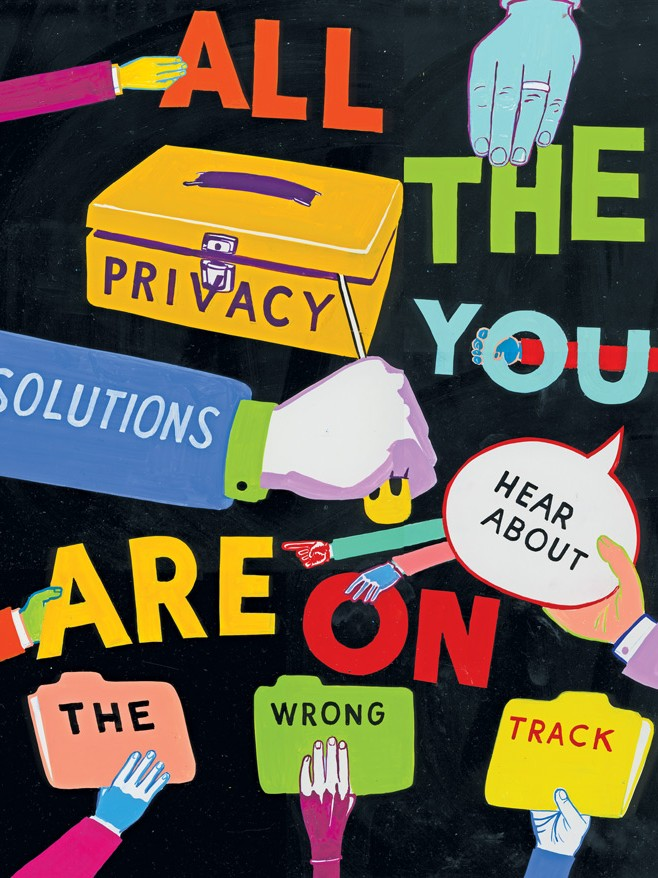 ALL
THE
PRIVACY
YOU
SOLUTIONS
HEAR
ABOUT
ARE
ON
THE
WRONG
TRACK